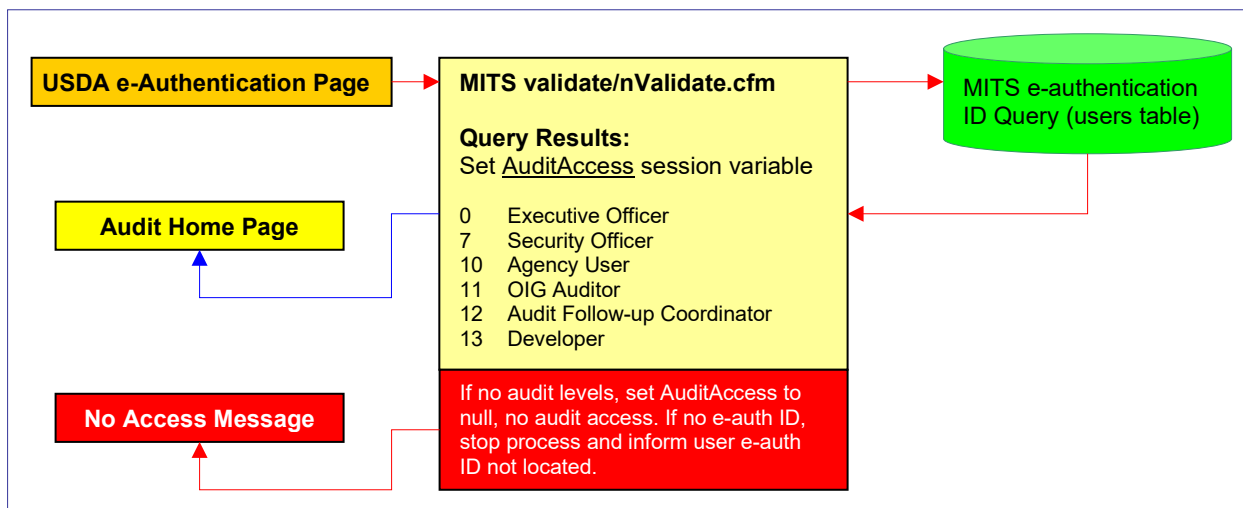 USDA e-Authentication Page
MITS validate/nValidate.cfm
Query Results:
Set AuditAccess session variable
0 Executive Officer
7 Security Officer
10 Agency User
11 OIG Auditor
12 Audit Follow-up Coordinator
13 Developer
If no audit levels, set AuditAccess to
null, no audit access. If no e-auth ID,
stop process and inform user e-auth
ID not located.
MITS e-authentication
ID Query (users table)
Audit Home Page
No Access Message